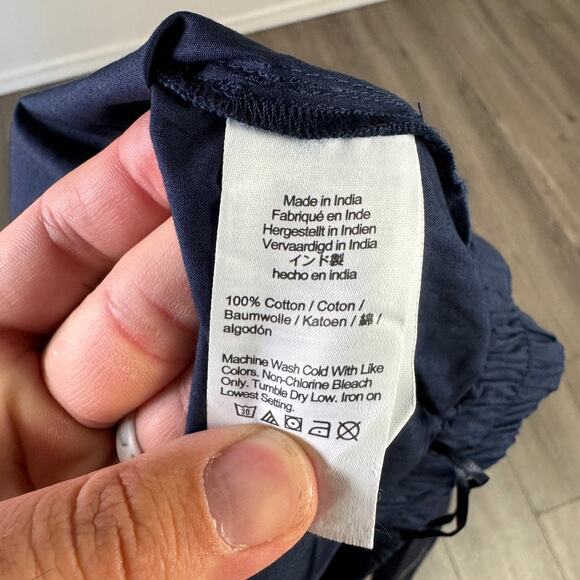 Made in India
Fabriqué en Inde
Hergestellt in Indien
Vervaardigd in India
インド製
hecho en india
100% Cotton / Coton /
Baumwolle / Katoen / 綿 /
algodón
Machine Wash Cold With Like
Colors. Non-Chlorine Bleach
Only. Tumble Dry Low. Iron on
Lowest Setting.
30